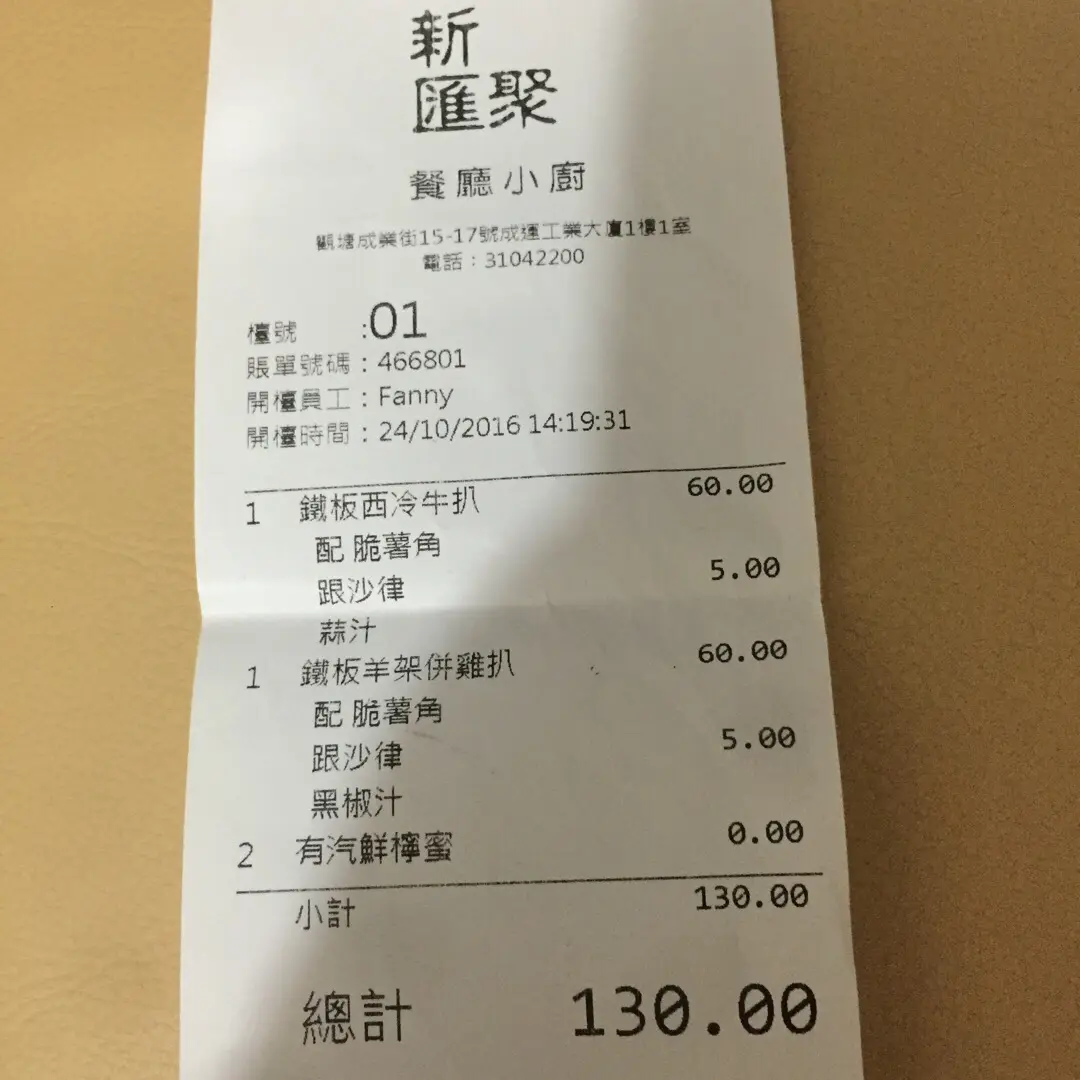 新
匯聚
餐廳小廚
觀塘成業街15-17號成運工業大廈1樓1室
電話：31042200
檯號 :01
賬單號碼：466801
開檯員工：Fanny
開檯時間：24/10/2016 14:19:31
1 鐵板西冷牛扒 60.00
配 脆薯角
跟沙律 5.00
蒜汁
1 鐵板羊架併雞扒 60.00
配 脆薯角
跟沙律 5.00
黑椒汁
2 有汽鮮檸蜜 0.00
小計 130.00
總計 130.00